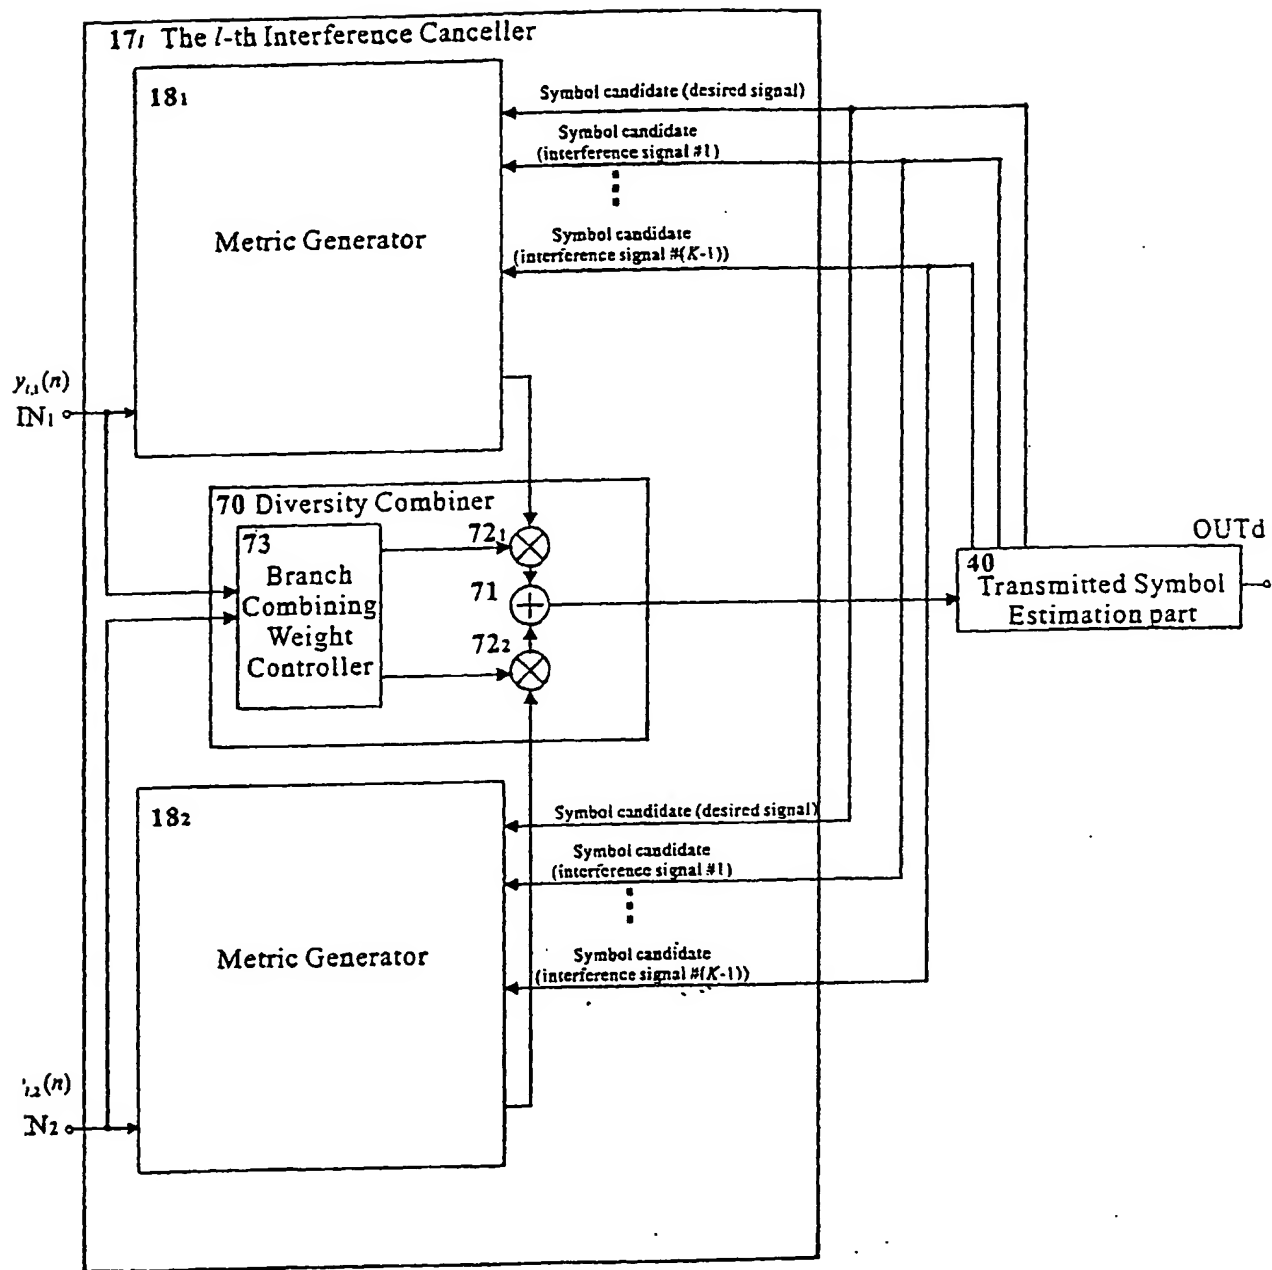 17l The l-th Interference Canceller
181
Symbol candidate (desired signal)
Symbol candidate
(interference signal #1)
Metric Generator
Symbol candidate
(interference signal #(K-1))
yl,1(n)
IN1
70 Diversity Combiner
73
Branch
Combining
Weight
Controller
721
71
722
OUTd
40
Transmitted Symbol
Estimation part
182
Symbol candidate (desired signal)
Symbol candidate
(interference signal #1)
Metric Generator
Symbol candidate
(interference signal #(K-1))
l,2(n)
N2